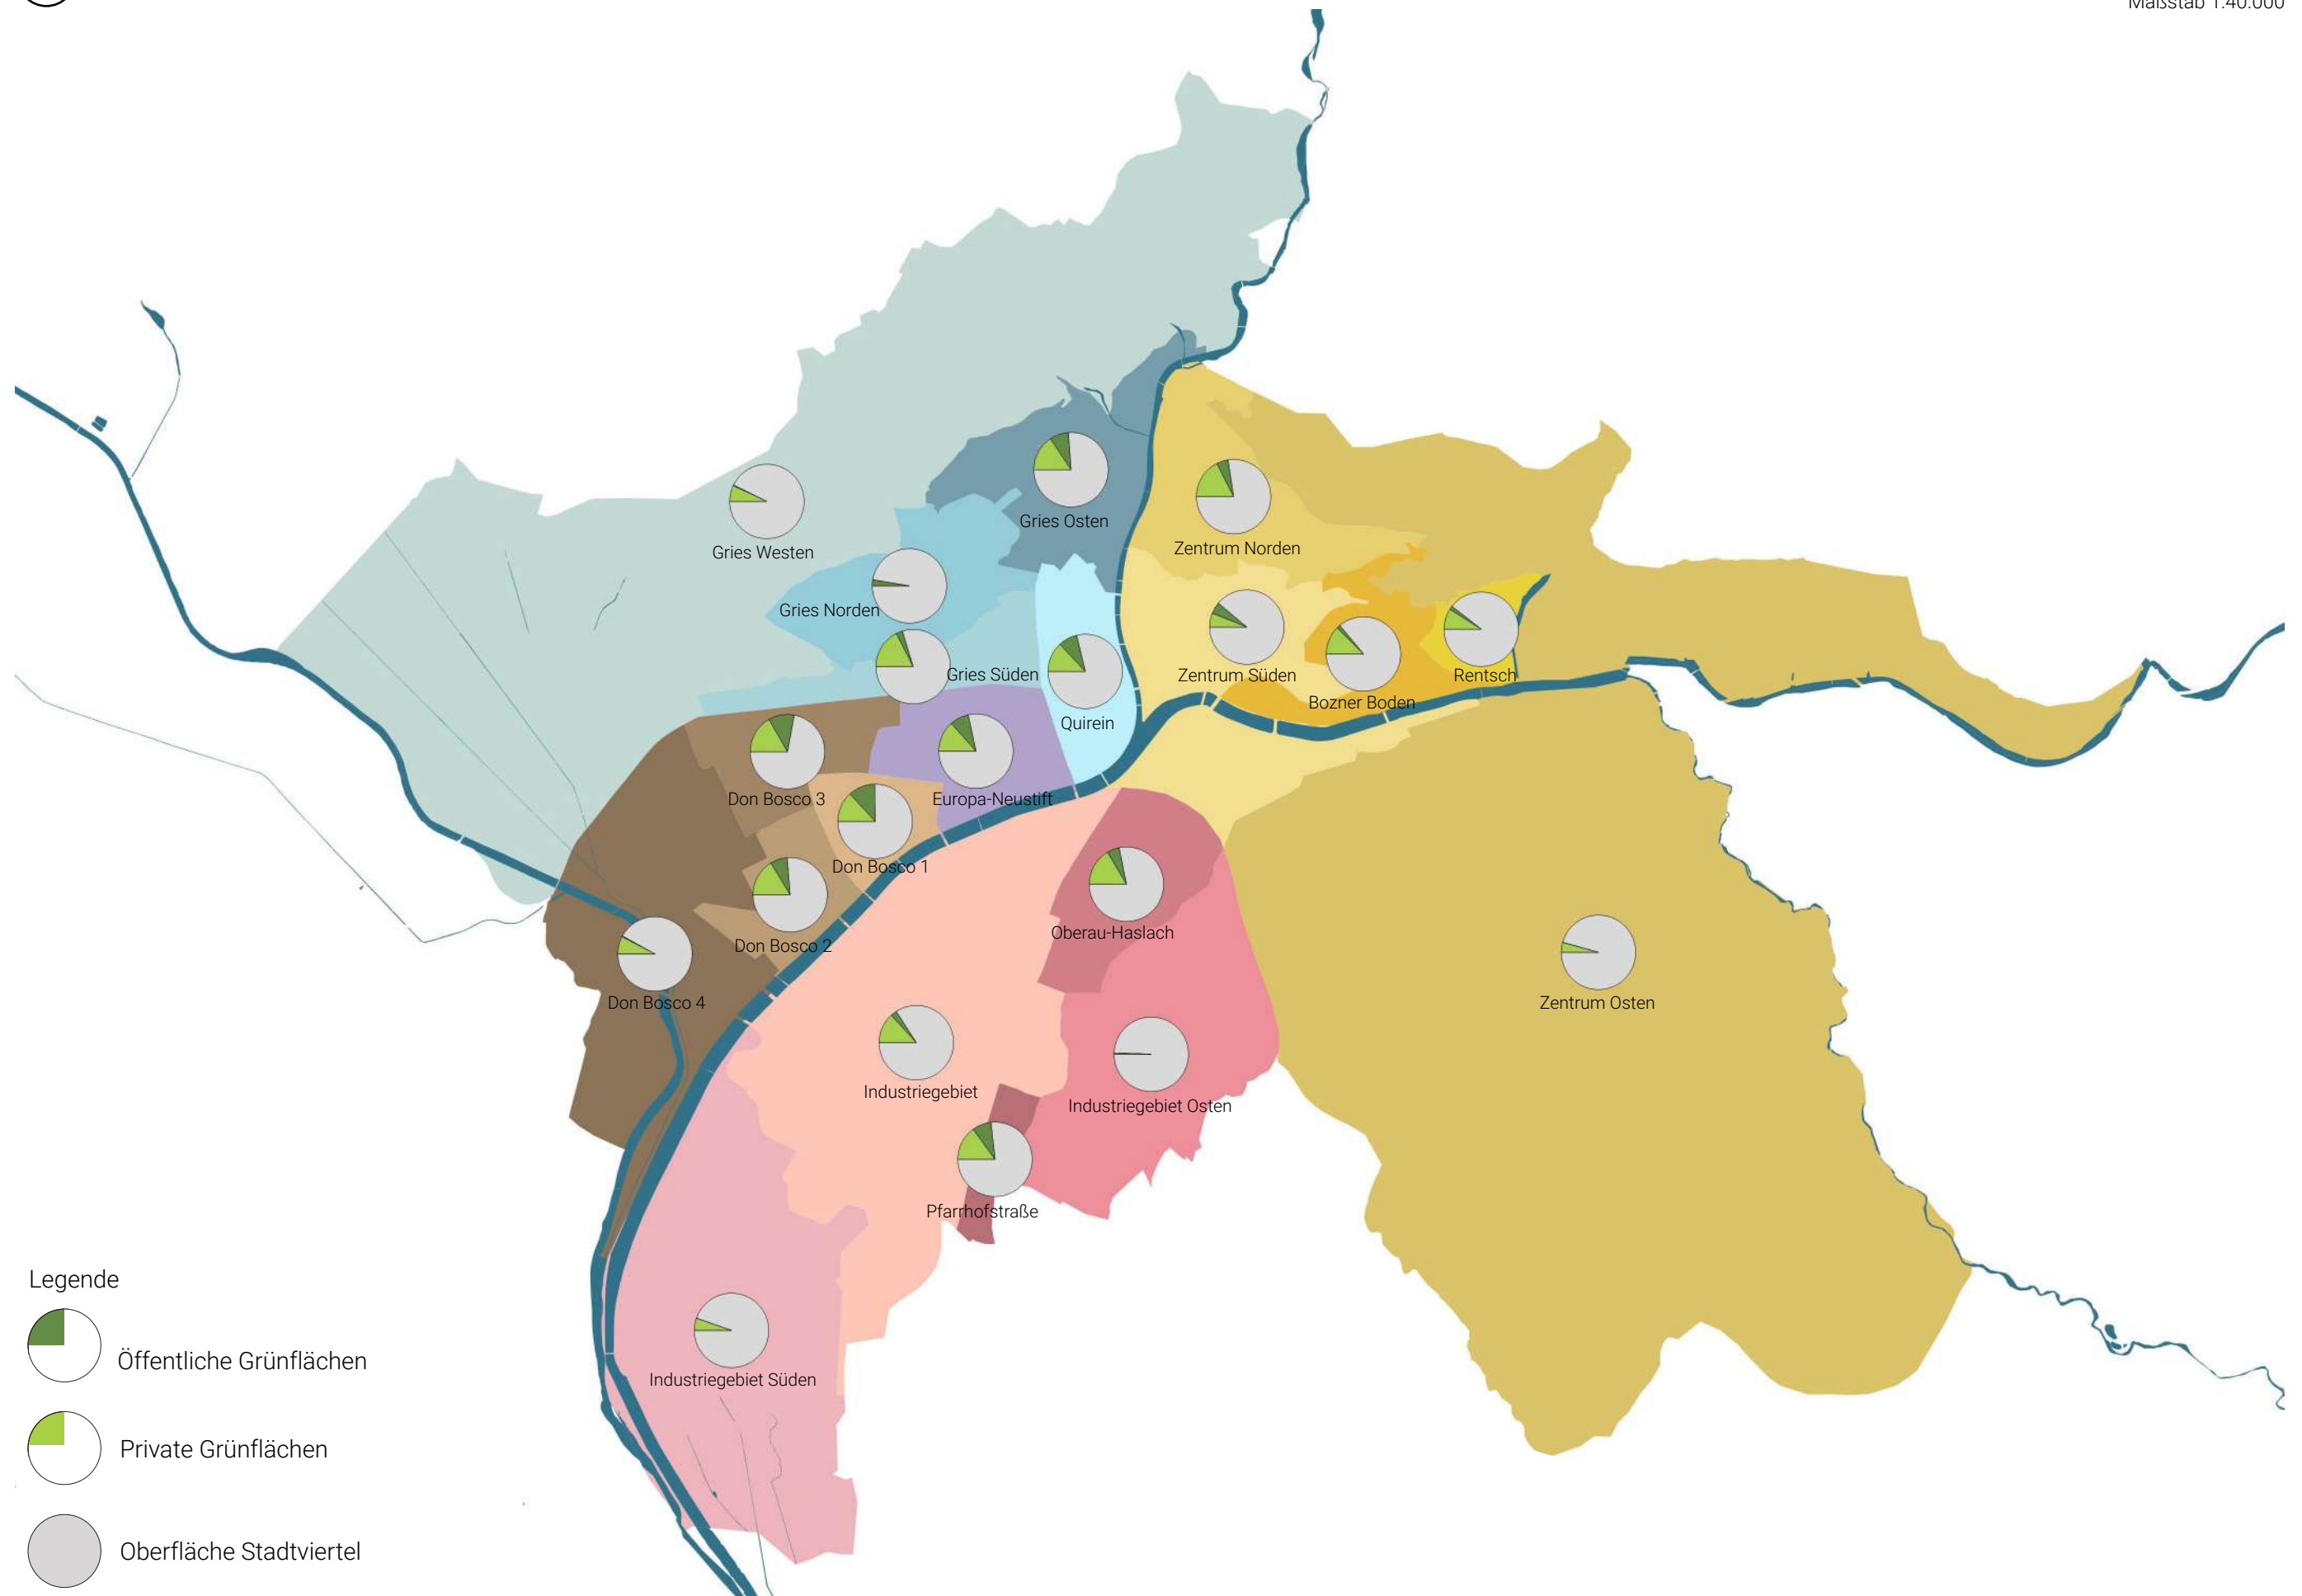 Maßstab 1:40.000
Gries Osten
Gries Westen
Zentrum Norden
Gries Norden
Gries Süden
Zentrum Süden
Rentsch
Bozner Boden
Quirein
Don Bosco 3
Europa-Neustift
Don Bosco 1
Oberau-Haslach
Don Bosco 2
Don Bosco 4
Zentrum Osten
Industriegebiet
Industriegebiet Osten
Pfarrhofstraße
Industriegebiet Süden
Legende
Öffentliche Grünflächen
Private Grünflächen
Oberfläche Stadtviertel